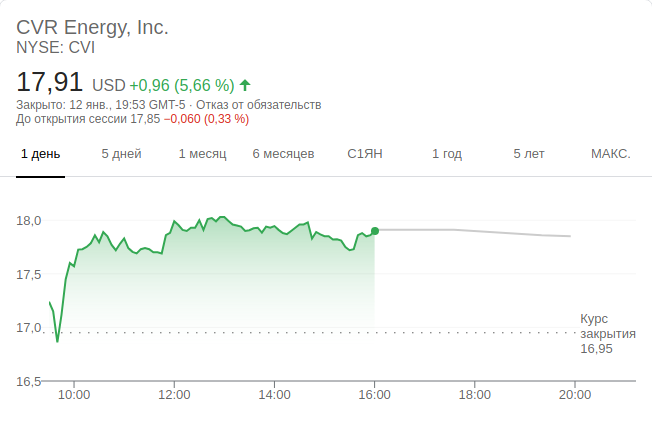 CVR Energy, Inc.
NYSE: CVI
17,91 USD +0,96 (5,66 %)
Закрыто: 12 янв., 19:53 GMT-5 · Отказ от обязательств
До открытия сессии 17,85 −0,060 (0,33 %)
1 день 5 дней 1 месяц 6 месяцев С1ЯН 1 год 5 лет МАКС.
18,0
17,5
17,0
Курс
закрытия
16,95
16,5
10:00 12:00 14:00 16:00 18:00 20:00